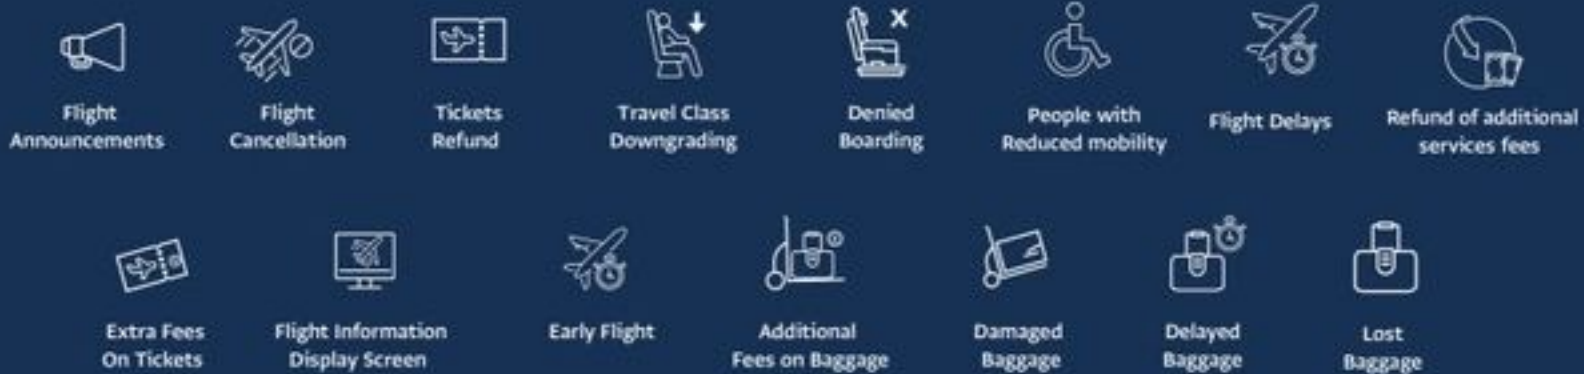 Flight
Announcements
Flight
Cancellation
Tickets
Refund
Travel Class
Downgrading
X
Denied
Boarding
People with
Reduced mobility
Flight Delays
Refund of additional
services fees
Extra Fees
On Tickets
Flight Information
Display Screen
Early Flight
Additional
Fees on Baggage
Damaged
Baggage
Delayed
Baggage
Lost
Baggage